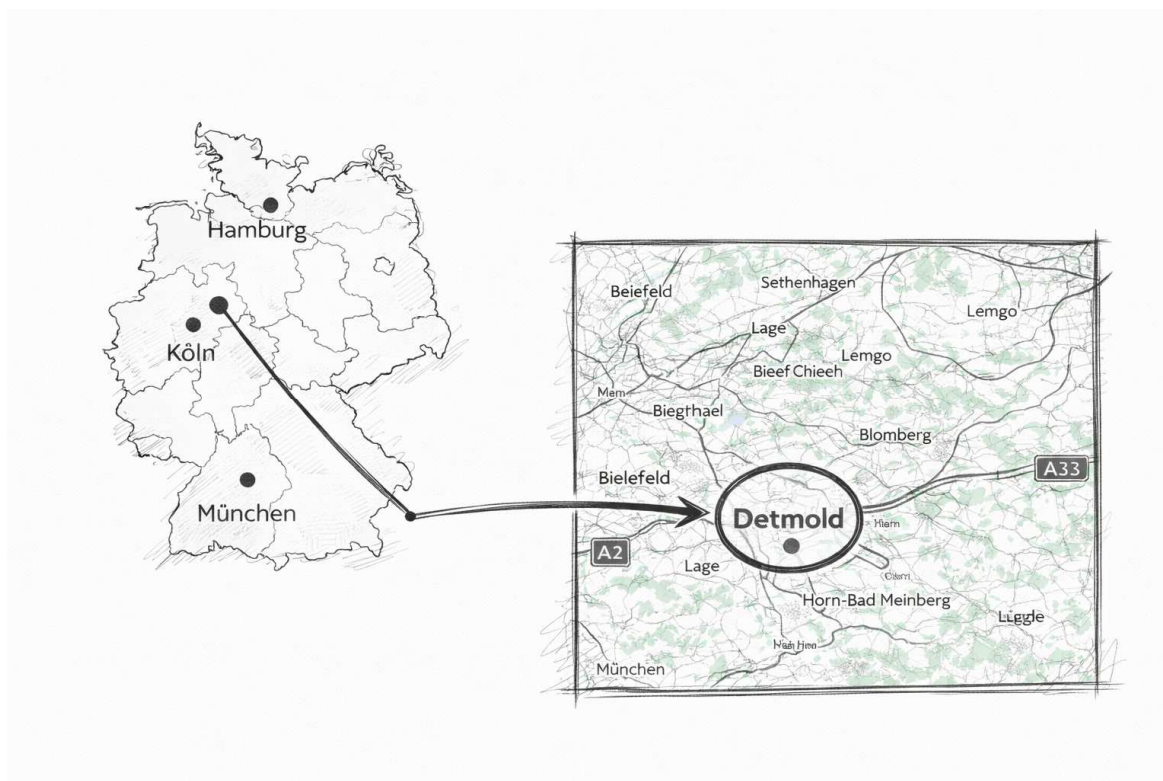 Hamburg
Köln
München
Beiefeld
Sethenhagen
Lemgo
Lage
Lemgo
Bieef Chieeh
Mem
Biegthael
Blomberg
A33
Bielefeld
Detmold
A2
Lage
Horn-Bad Meinberg
München